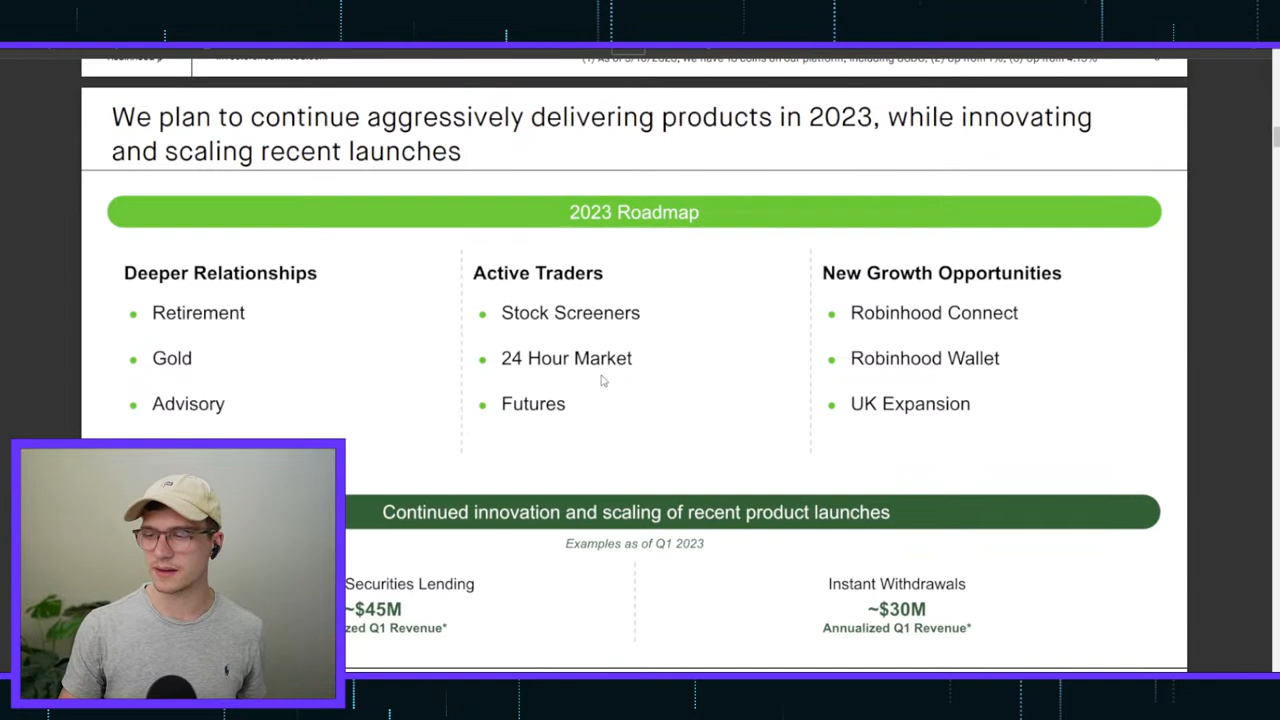 We plan to continue aggressively delivering products in 2023, while innovating
and scaling recent launches
2023 Roadmap
Deeper Relationships
Retirement
Gold
Advisory
Active Traders
Stock Screeners
24 Hour Market
Futures
New Growth Opportunities
Robinhood Connect
Robinhood Wallet
UK Expansion
Continued innovation and scaling of recent product launches
Examples as of Q1 2023
Securities Lending
~$45M
Q1 Revenue*
Instant Withdrawals
~$30M
Annualized Q1 Revenue*